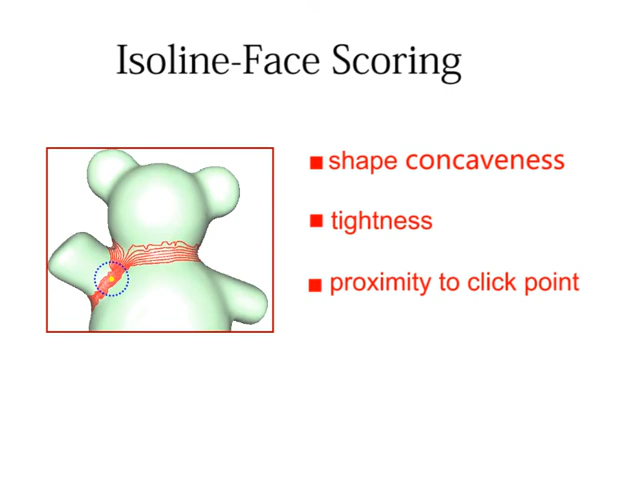 Isoline-Face Scoring
shape concaveness
tightness
proximity to click point